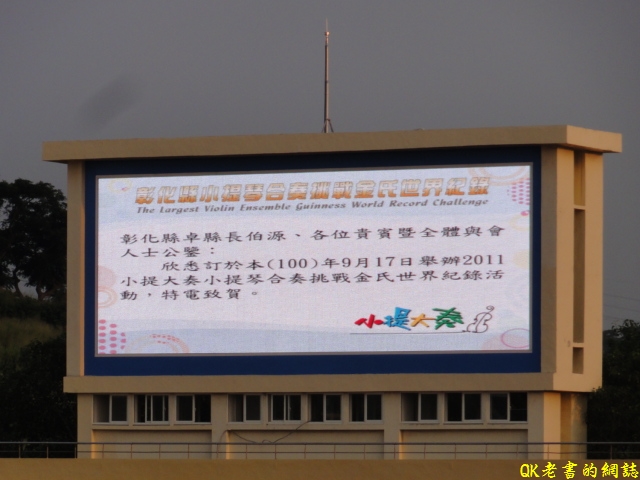 彰化縣小提琴合奏挑戰金氏世界紀錄
The Largest Violin Ensemble Guinness World Record Challenge
彰化縣卓縣長伯源、各位貴賓暨全體與會
人士公鑒：
欣悉訂於本(100)年9月17日舉辦2011
小提大奏小提琴合奏挑戰金氏世界紀錄活
動，特電致賀。
小提大奏
QK老書的網誌